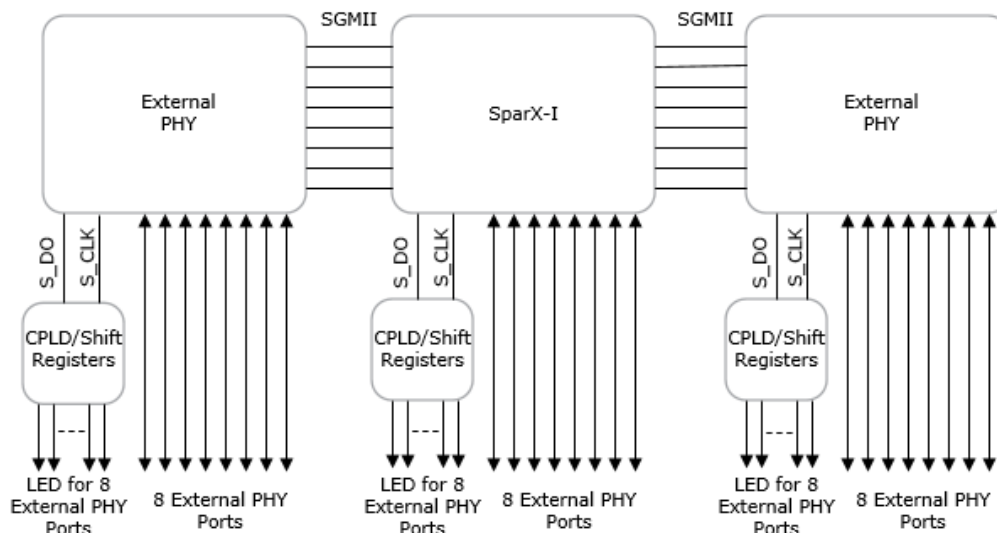 SGMII
SGMII
External
PHY
SparX-I
External
PHY
S_DO
S_CLK
S_DO
S_CLK
S_DO
S_CLK
CPLD/Shift
Registers
CPLD/Shift
Registers
CPLD/Shift
Registers
LED for 8
External PHY
Ports
8 External PHY
Ports
LED for 8
External PHY
Ports
8 External PHY
Ports
LED for 8
External PHY
Ports
8 External PHY
Ports